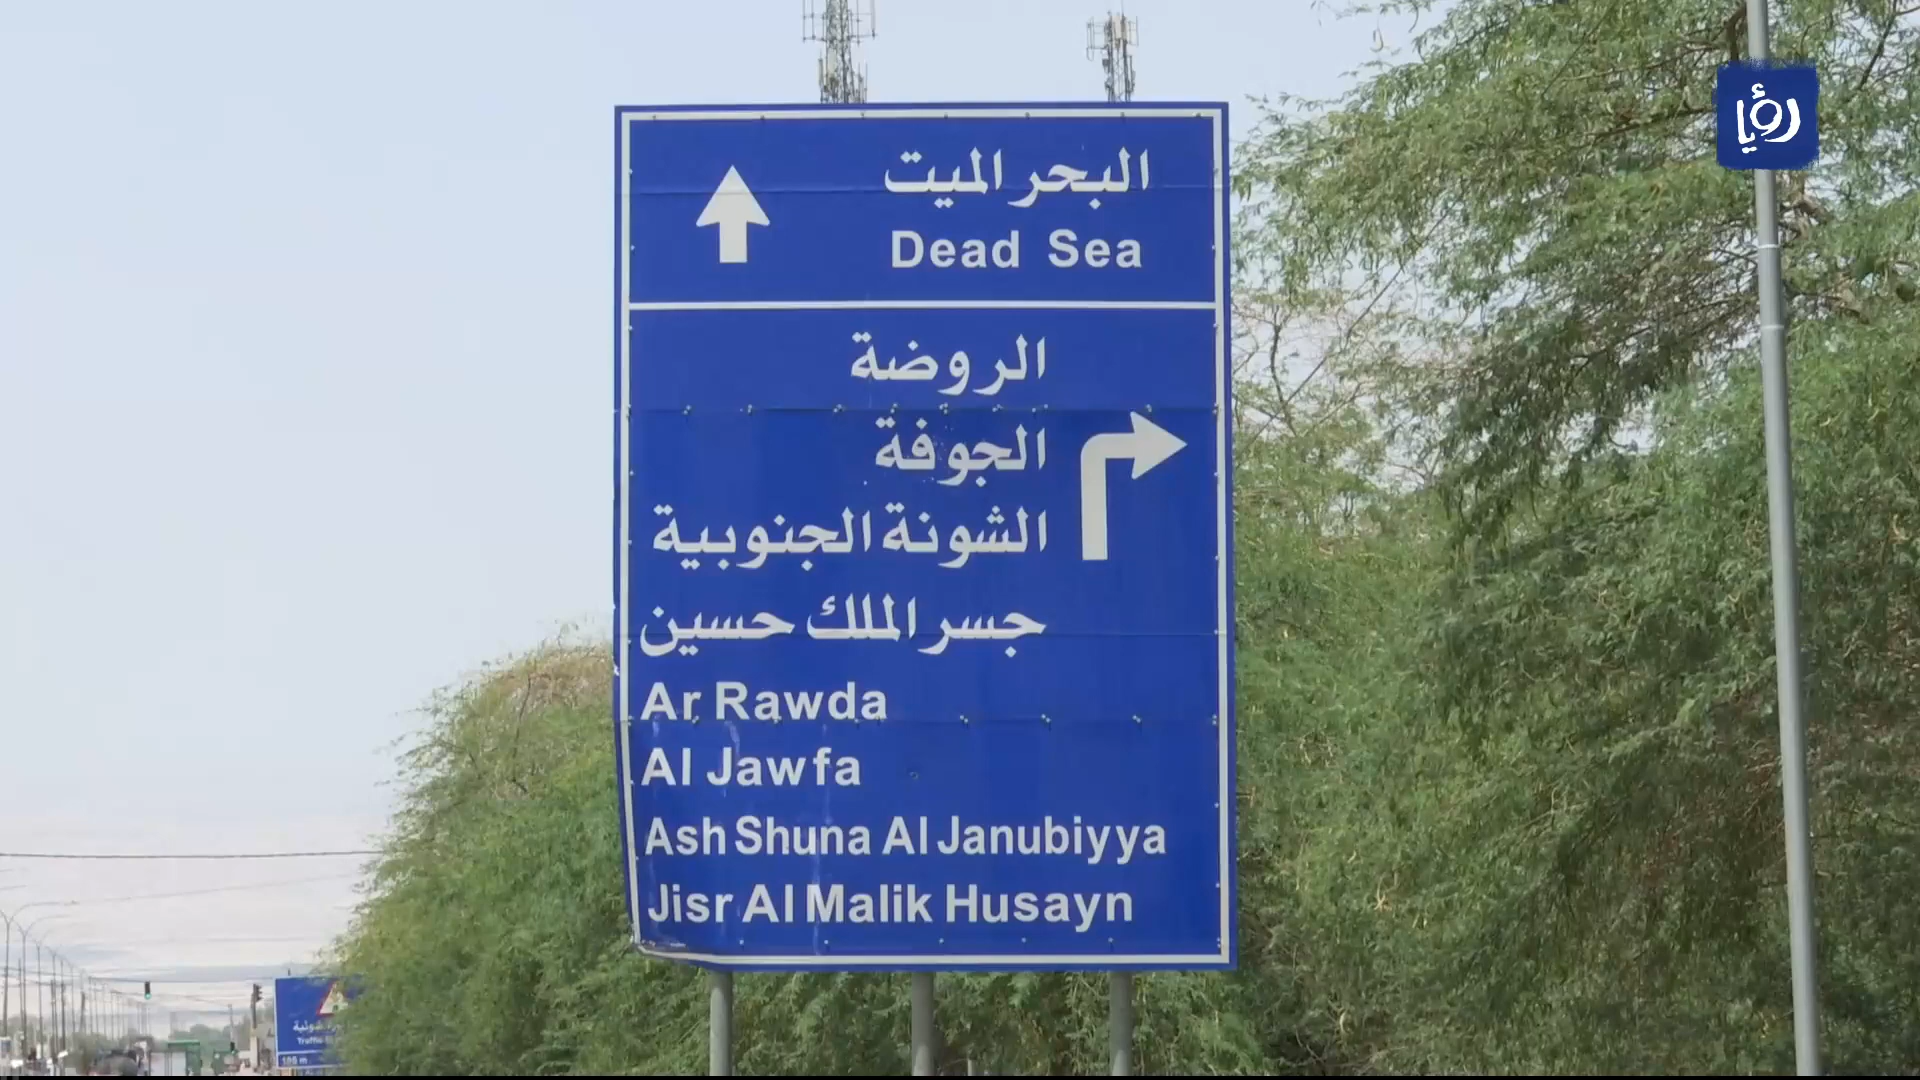 رؤيا
البحر الميت
Dead Sea
الروضة
الجوفة
الشونة الجنوبية
جسر الملك حسين
Ar Rawda
Al Jawfa
Ash Shuna Al Janubiyya
Jisr Al Malik Husayn
Traffic